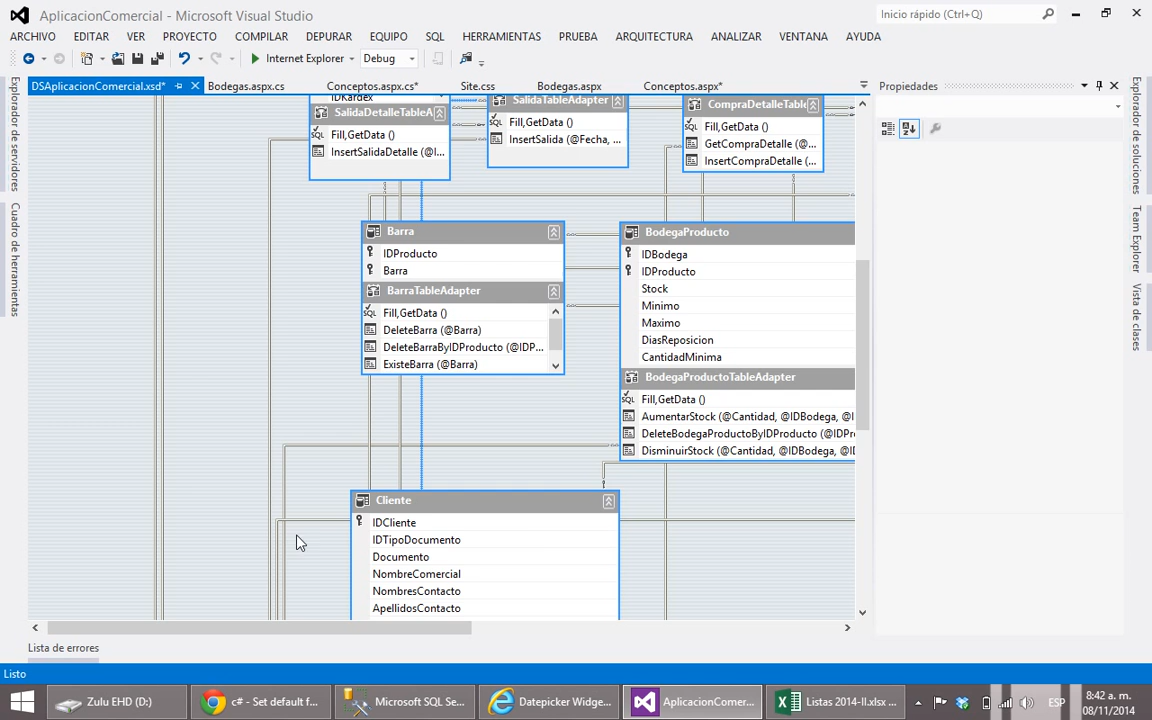 AplicacionComercial - Microsoft Visual Studio
Inicio rápido (Ctrl+Q)
ARCHIVO EDITAR VER PROYECTO COMPILAR DEPURAR EQUIPO SQL HERRAMIENTAS PRUEBA ARQUITECTURA ANALIZAR VENTANA AYUDA
Internet Explorer Debug
DSAplicacionComercial.xsd* Bodegas.aspx.cs Conceptos.aspx.cs* Site.css Bodegas.aspx Conceptos.aspx*
Propiedades
Explorador de servidores
Cuadro de herramientas
Explorador de soluciones
Team Explorer
Vista de clases
IDKardex
SalidaDetalleTableA
Fill,GetData ()
InsertSalidaDetalle (@I...
SalidaTableAdapter
Fill,GetData ()
InsertSalida (@Fecha, ...
CompraDetalleTable
Fill,GetData ()
GetCompraDetalle (@...
InsertCompraDetalle (...
Barra
IDProducto
Barra
BarraTableAdapter
Fill,GetData ()
DeleteBarra (@Barra)
DeleteBarraByIDProducto (@IDP...
ExisteBarra (@Barra)
BodegaProducto
IDBodega
IDProducto
Stock
Minimo
Maximo
DiasReposicion
CantidadMinima
BodegaProductoTableAdapter
Fill,GetData ()
AumentarStock (@Cantidad, @IDBodega, @I
DeleteBodegaProductoByIDProducto (@IDPr
DisminuirStock (@Cantidad, @IDBodega, @I
Cliente
IDCliente
IDTipoDocumento
Documento
NombreComercial
NombresContacto
ApellidosContacto
Lista de errores
Listo
Zulu EHD (D:)
c# - Set default f...
Microsoft SQL Se...
Datepicker Widge...
AplicacionComer...
Listas 2014-II.xlsx ...
ESP
8:42 a. m.
08/11/2014